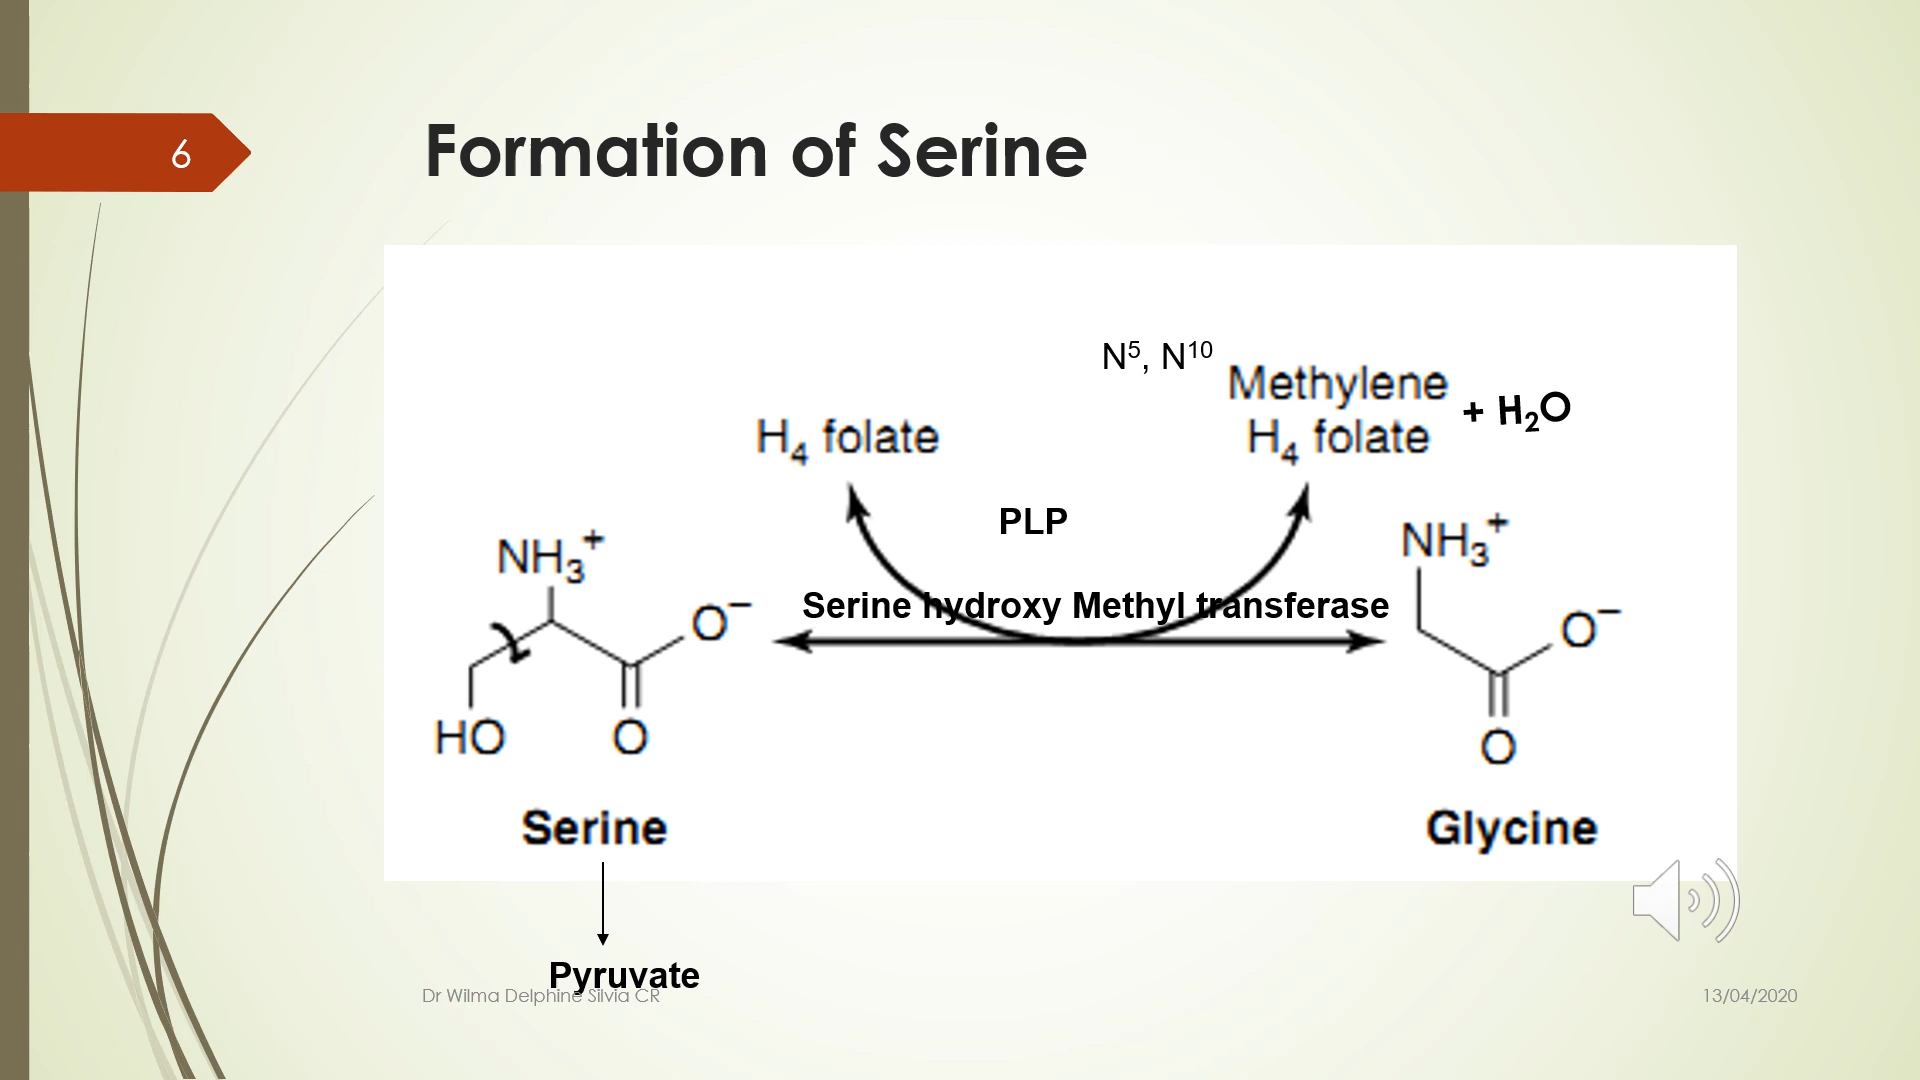 6
Formation of Serine
N⁵, N¹⁰
Methylene
H₄ folate
H₄ folate
+ H₂O
PLP
Serine hydroxy Methyl transferase
NH₃⁺
O⁻
HO
O
Serine
NH₃⁺
O⁻
O
Glycine
Pyruvate
Dr Wilma Delphine Silvia CR
13/04/2020